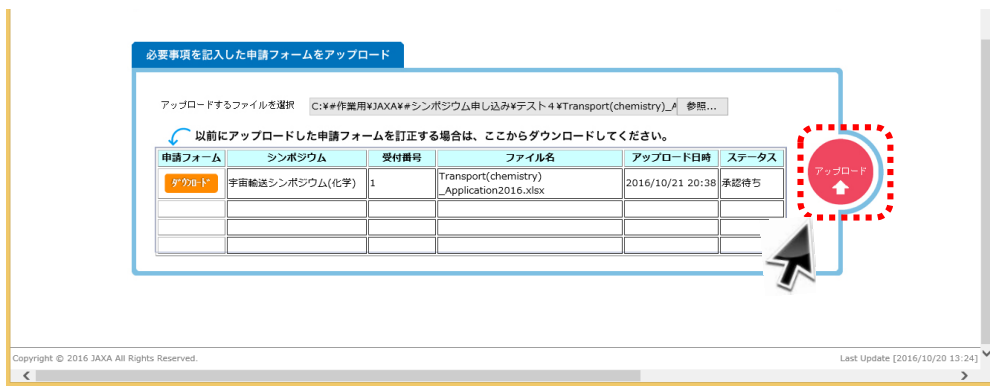 必要事項を記入した申請フォームをアップロード
アップロードするファイルを選択 C:¥#作業用¥JAXA¥#シンポジウム申し込み¥テスト4¥Transport(chemistry)_A 参照...
以前にアップロードした申請フォームを訂正する場合は、ここからダウンロードしてください。
申請フォーム シンポジウム 受付番号 ファイル名 アップロード日時 ステータス
ﾀﾞｳﾝﾛｰﾄﾞ 宇宙輸送シンポジウム(化学) 1 Transport(chemistry) 2016/10/21 20:38 承認待ち
_Application2016.xlsx
アップロード
Copyright © 2016 JAXA All Rights Reserved. Last Update [2016/10/20 13:24]